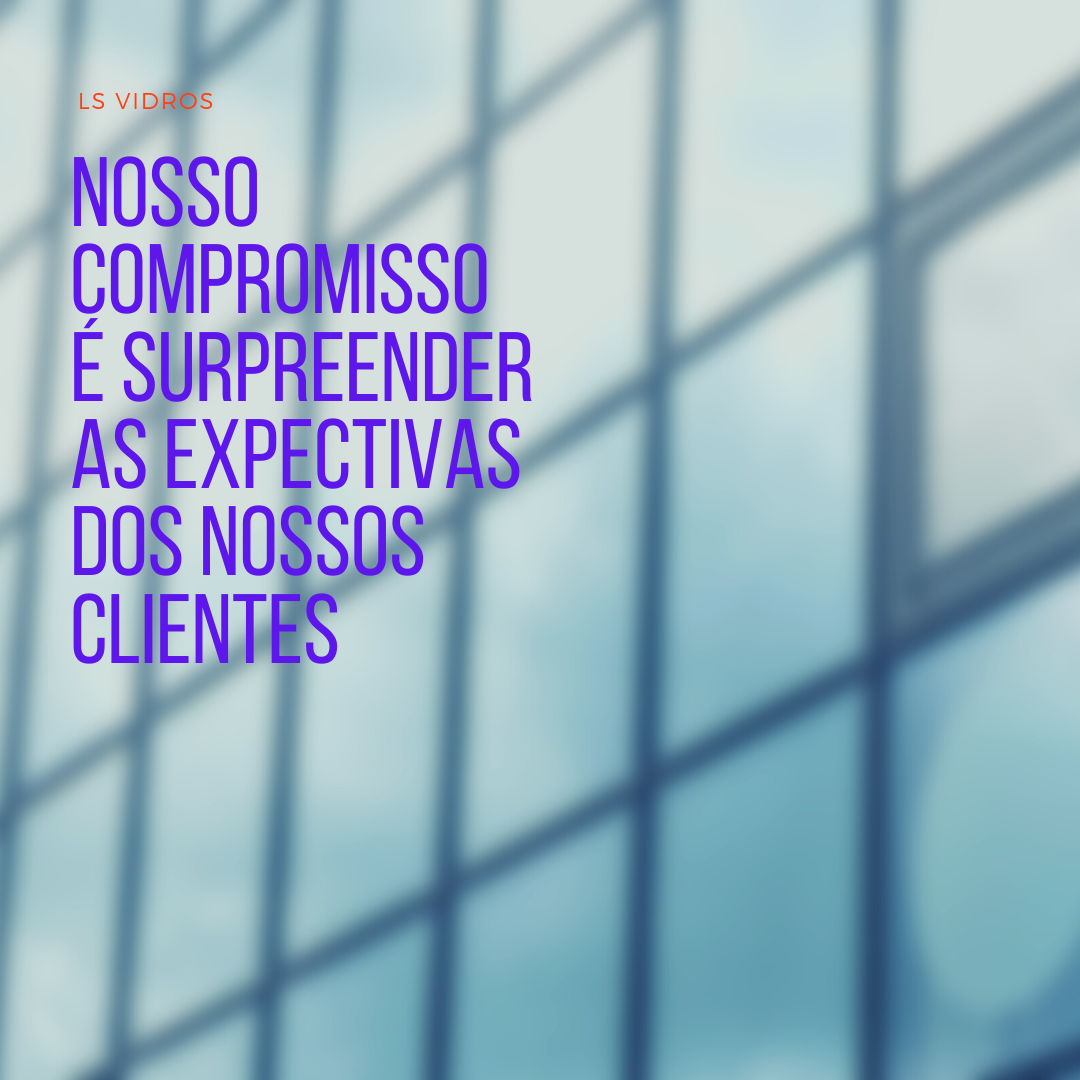 LS VIDROS
NOSSO
COMPROMISSO
É SURPREENDER
AS EXPECTIVAS
DOS NOSSOS
CLIENTES